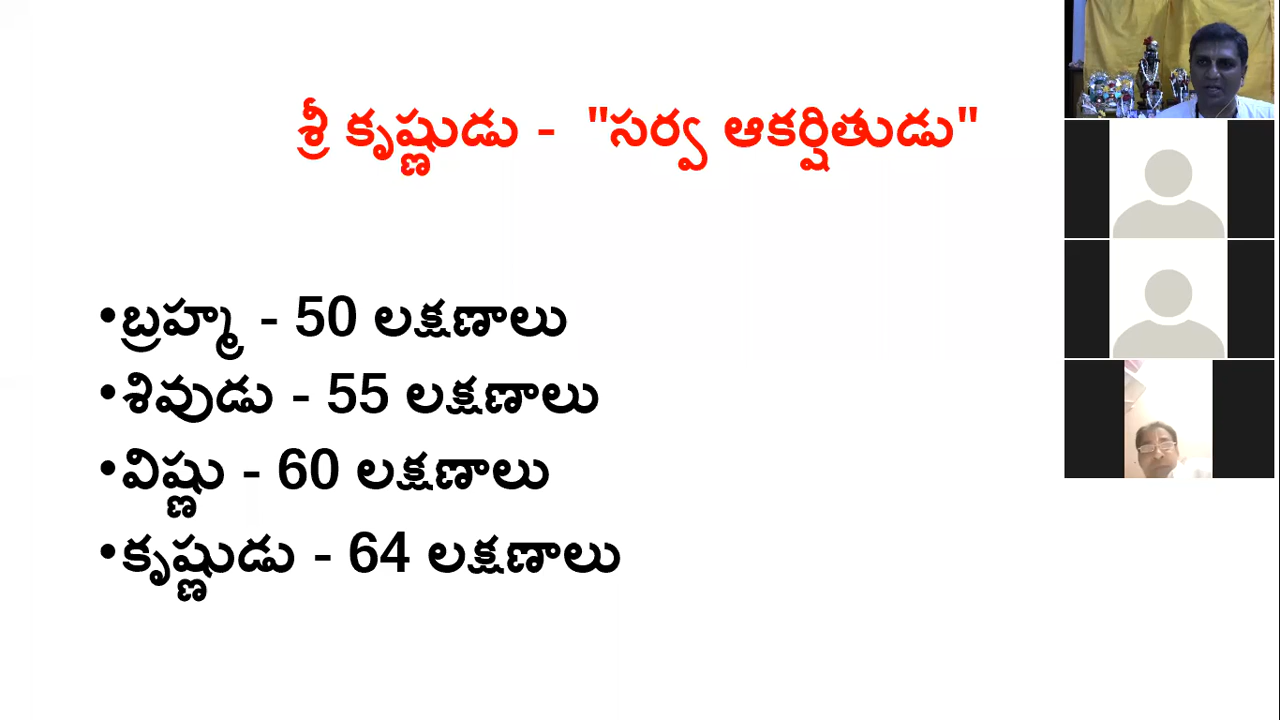 శ్రీ కృష్ణుడు - "సర్వ ఆకర్షితుడు"
•బ్రహ్మ - 50 లక్షణాలు
•శివుడు - 55 లక్షణాలు
•విష్ణు - 60 లక్షణాలు
•కృష్ణుడు - 64 లక్షణాలు